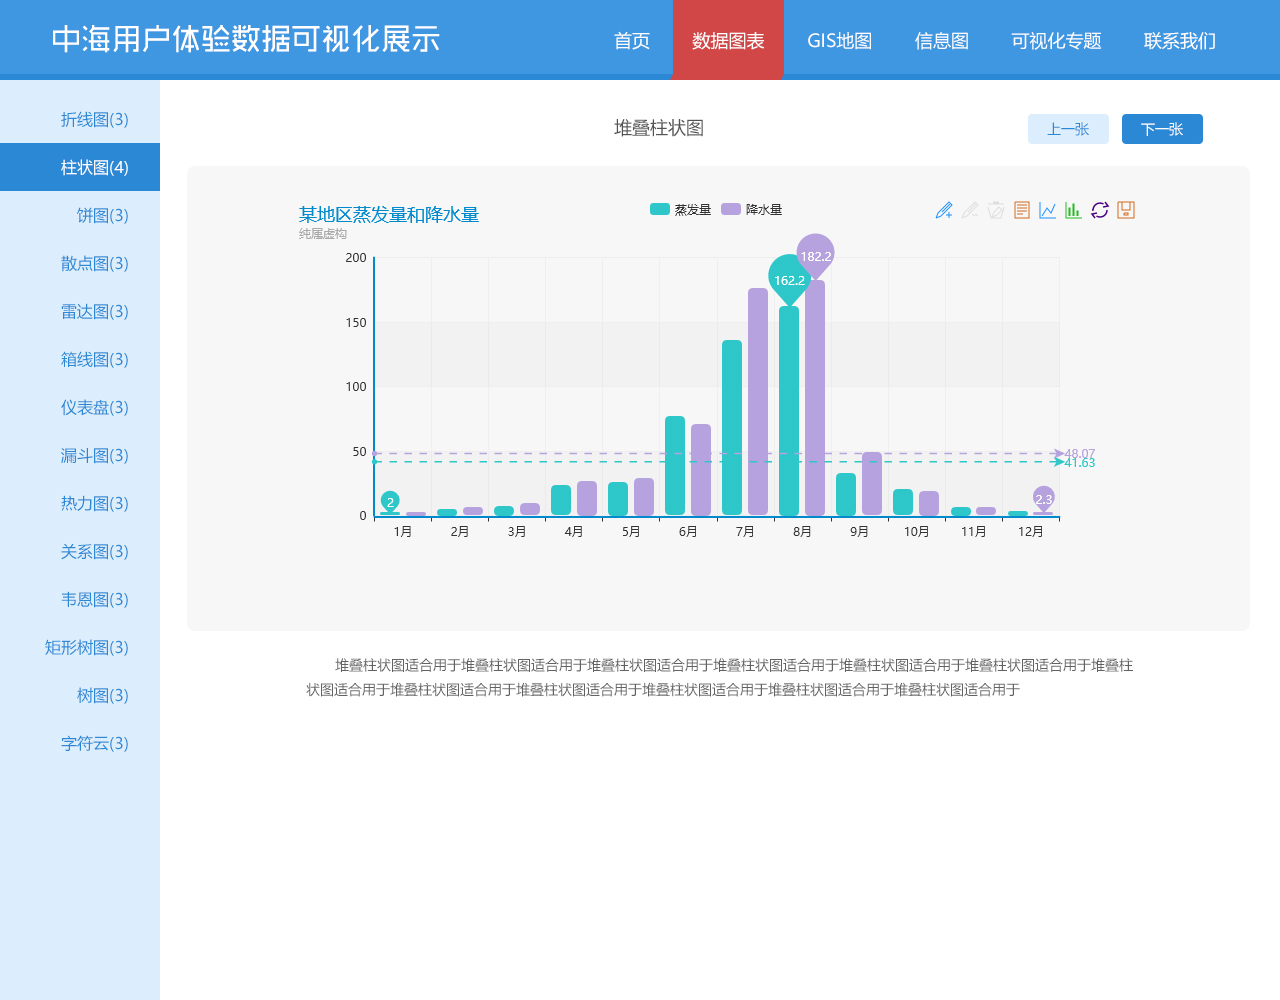 中海用户体验数据可视化展示
首页
数据图表
GIS地图
信息图
可视化专题
联系我们
折线图(3)
柱状图(4)
饼图(3)
散点图(3)
雷达图(3)
箱线图(3)
仪表盘(3)
漏斗图(3)
热力图(3)
关系图(3)
韦恩图(3)
矩形树图(3)
树图(3)
字符云(3)
堆叠柱状图
上一张
下一张
某地区蒸发量和降水量
纯属虚构
蒸发量
降水量
200
150
100
50
0
182.2
162.2
48.07
41.63
2
2.3
1月
2月
3月
4月
5月
6月
7月
8月
9月
10月
11月
12月
堆叠柱状图适合用于堆叠柱状图适合用于堆叠柱状图适合用于堆叠柱状图适合用于堆叠柱状图适合用于堆叠柱状图适合用于堆叠柱
状图适合用于堆叠柱状图适合用于堆叠柱状图适合用于堆叠柱状图适合用于堆叠柱状图适合用于堆叠柱状图适合用于